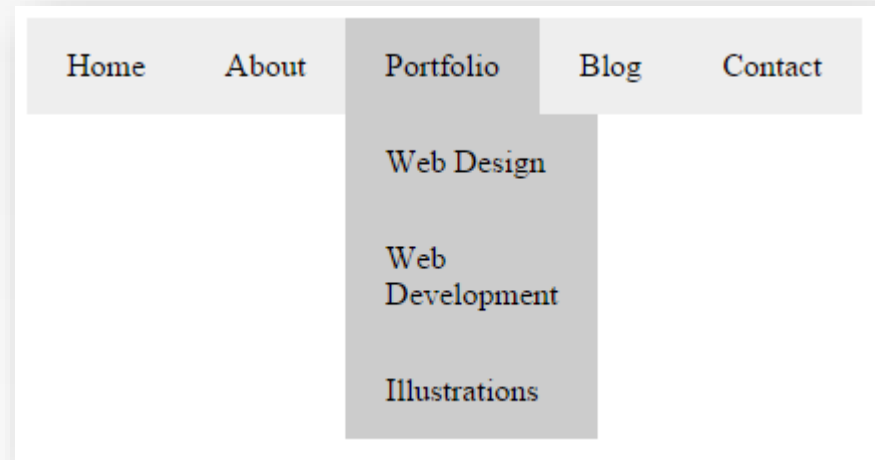 Home About Portfolio Blog Contact
Web Design
Web
Development
Illustrations